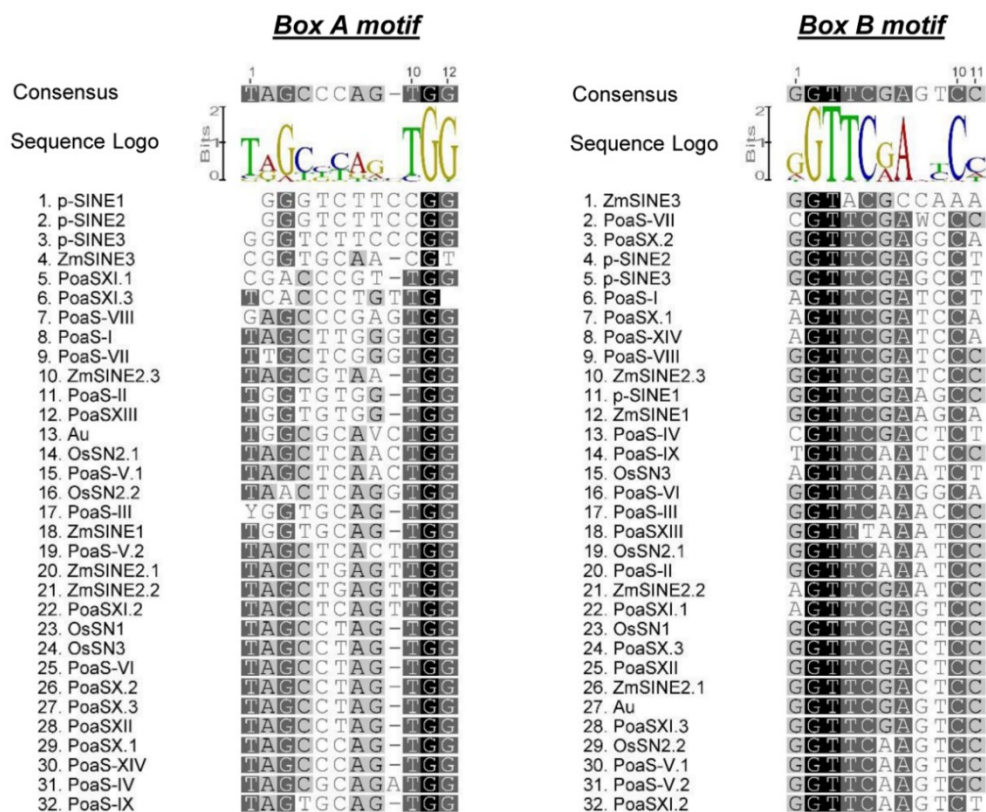 Box A motif
1 10 12
Consensus TAGCCCAG-TGG
Sequence Logo
Bits
2
1
0
1. p-SINE1 GGGTCTTCCGG
2. p-SINE2 GGGTCTTCCGG
3. p-SINE3 GGGTCTTCCCGG
4. ZmSINE3 CGGTGCAA-CGT
5. PoaSXI.1 CGACCCGT-TGG
6. PoaSXI.3 TCACCCTGTTG
7. PoaS-VIII GAGCCCGAGTGG
8. PoaS-I TAGCTTGGGTGG
9. PoaS-VII TTGCTCGGGTGG
10. ZmSINE2.3 TAGCGTAA-TGG
11. PoaS-II TGGTGTGG-TGG
12. PoaSXIII TGGTGTGG-TGG
13. Au TGGCGCAVCTGG
14. OsSN2.1 TAGCTCAACTGG
15. PoaS-V.1 TAGCTCAACTGG
16. OsSN2.2 TAACTCAGGTGG
17. PoaS-III YGGTGCAG-TGG
18. ZmSINE1 TGGTGCAG-TGG
19. PoaS-V.2 TAGCTCACTTGG
20. ZmSINE2.1 TAGCTGAGTTGG
21. ZmSINE2.2 TAGCTGAGTTGG
22. PoaSXI.2 TAGCTCAGTTGG
23. OsSN1 TAGCCTAG-TGG
24. OsSN3 TAGCCTAG-TGG
25. PoaS-VI TAGCCTAG-TGG
26. PoaSX.2 TAGCCTAG-TGG
27. PoaSX.3 TAGCCTAG-TGG
28. PoaSXII TAGCCTAG-TGG
29. PoaSX.1 TAGCCCAG-TGG
30. PoaS-XIV TAGCCCAG-TGG
31. PoaS-IV TAGCGCAGATGG
32. PoaS-IX TAGTGCAG-TGG
Box B motif
1 10 11
Consensus GGTTCGAGTCC
Sequence Logo
Bits
2
1
0
1. ZmSINE3 GGTACGCCAAA
2. PoaS-VII CGTTCGAWCCC
3. PoaSX.2 GGTTCGAGCCA
4. p-SINE2 GGTTCGAGCCT
5. p-SINE3 GGTTCGAGCCT
6. PoaS-I AGTTCGATCCT
7. PoaSX.1 AGTTCGATCCA
8. PoaS-XIV AGTTCGATCCA
9. PoaS-VIII GGTTCGATCCC
10. ZmSINE2.3 GGTTCGATCCC
11. p-SINE1 GGTTCGAAGCC
12. ZmSINE1 GGTTCGAAGCA
13. PoaS-IV CGTTCGACTCT
14. PoaS-IX TGTTCAATCCC
15. OsSN3 AGTTCAAATCT
16. PoaS-VI GGTTCAAGGCA
17. PoaS-III GGTTCAAACCC
18. PoaSXIII GGTTTAAATCC
19. OsSN2.1 GGTTCAAATCC
20. PoaS-II GGTTCAAATCC
21. ZmSINE2.2 AGTTCGAATCC
22. PoaSXI.1 AGTTCGAGTCC
23. OsSN1 GGTTCGACTCC
24. PoaSX.3 GGTTCGACTCC
25. PoaSXII GGTTCGACTCC
26. ZmSINE2.1 GGTTCGACTCC
27. Au GGTTCGAGTCC
28. PoaSXI.3 GGTTCGAGTCC
29. OsSN2.2 GGTTCAAGTCC
30. PoaS-V.1 GGTTCAAGTCC
31. PoaS-V.2 GGTTCAAGTCC
32. PoaSXI.2 GGTTCGAGTCT